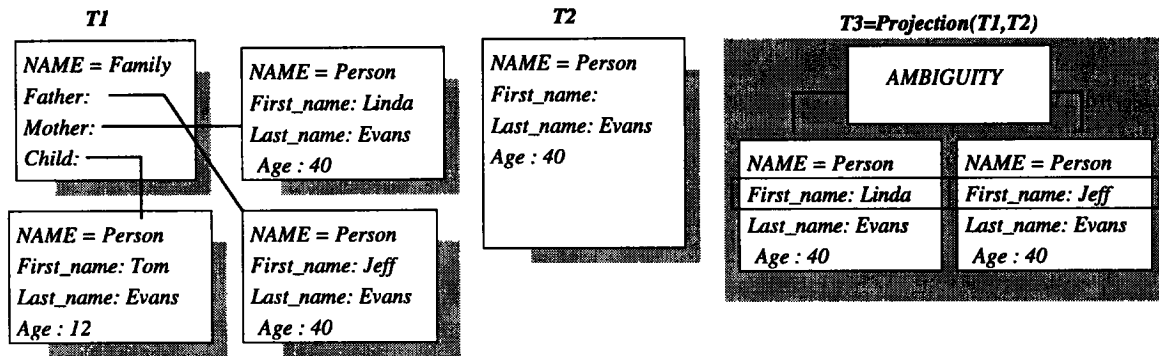 T1
NAME = Family
Father:
Mother:
Child:
NAME = Person
First_name: Linda
Last_name: Evans
Age : 40
NAME = Person
First_name: Tom
Last_name: Evans
Age : 12
NAME = Person
First_name: Jeff
Last_name: Evans
Age : 40
T2
NAME = Person
First_name:
Last_name: Evans
Age : 40
T3=Projection(T1,T2)
AMBIGUITY
NAME = Person
First_name: Linda
Last_name: Evans
Age : 40
NAME = Person
First_name: Jeff
Last_name: Evans
Age : 40